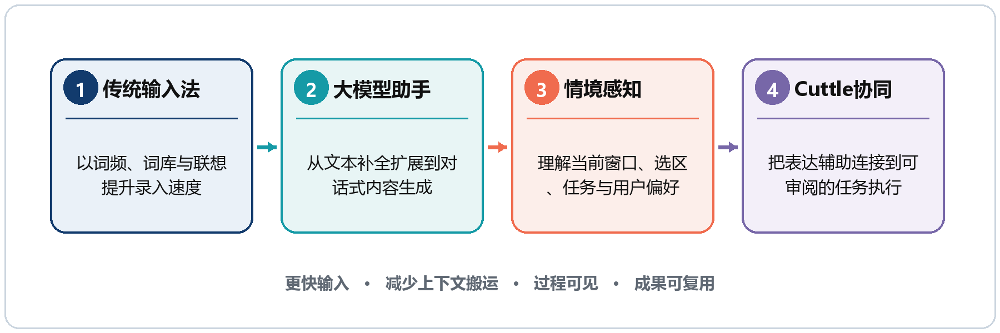 1 传统输入法
以词频、词库与联想
提升录入速度
2 大模型助手
从文本补全扩展到对
话式内容生成
3 情境感知
理解当前窗口、选区
、任务与用户偏好
4 Cuttle协同
把表达辅助连接到可
审阅的任务执行
更快输入 • 减少上下文搬运 • 过程可见 • 成果可复用